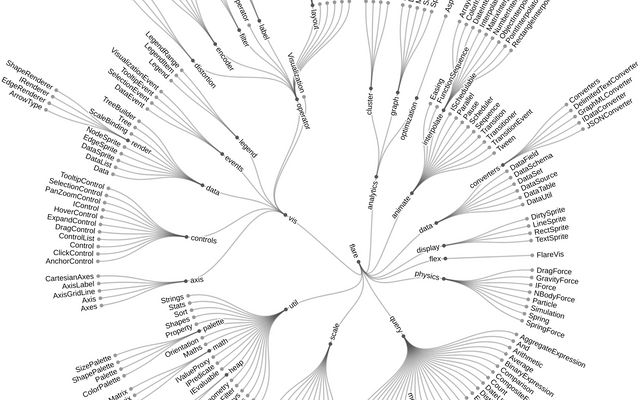 flare
analytics
cluster
graph
optimization
animate
Easing
FunctionSequence
interpolate
ISchedulable
Parallel
Pause
Scheduler
Sequence
Transition
Transitioner
TransitionEvent
Tween
data
converters
Converters
DelimitedTextConverter
GraphMLConverter
IDataConverter
JSONConverter
DataField
DataSchema
DataSet
DataSource
DataTable
DataUtil
display
DirtySprite
LineSprite
RectSprite
TextSprite
flex
FlareVis
physics
DragForce
GravityForce
IForce
NBodyForce
Particle
Simulation
Spring
SpringForce
query
AggregateExpression
And
Arithmetic
Average
BinaryExpression
scale
util
Strings
Stats
Sort
Shapes
Property
palette
Orientation
math
Maths
IValueProxy
heap
IPredicate
IEvaluable
SizePalette
ShapePalette
Palette
ColorPalette
Matrix
vis
axis
CartesianAxes
AxisLabel
AxisGridLine
Axis
Axes
controls
TooltipControl
SelectionControl
PanZoomControl
IControl
HoverControl
ExpandControl
DragControl
ControlList
Control
ClickControl
AnchorControl
data
TreeBuilder
Tree
ScaleBinding
render
NodeSprite
EdgeSprite
DataSprite
DataList
Data
ShapeRenderer
IRenderer
EdgeRenderer
ArrowType
events
VisualizationEvent
TooltipEvent
SelectionEvent
DataEvent
legend
LegendRange
LegendItem
Legend
Visualization
operator
distortion
encoder
filter
label
layout